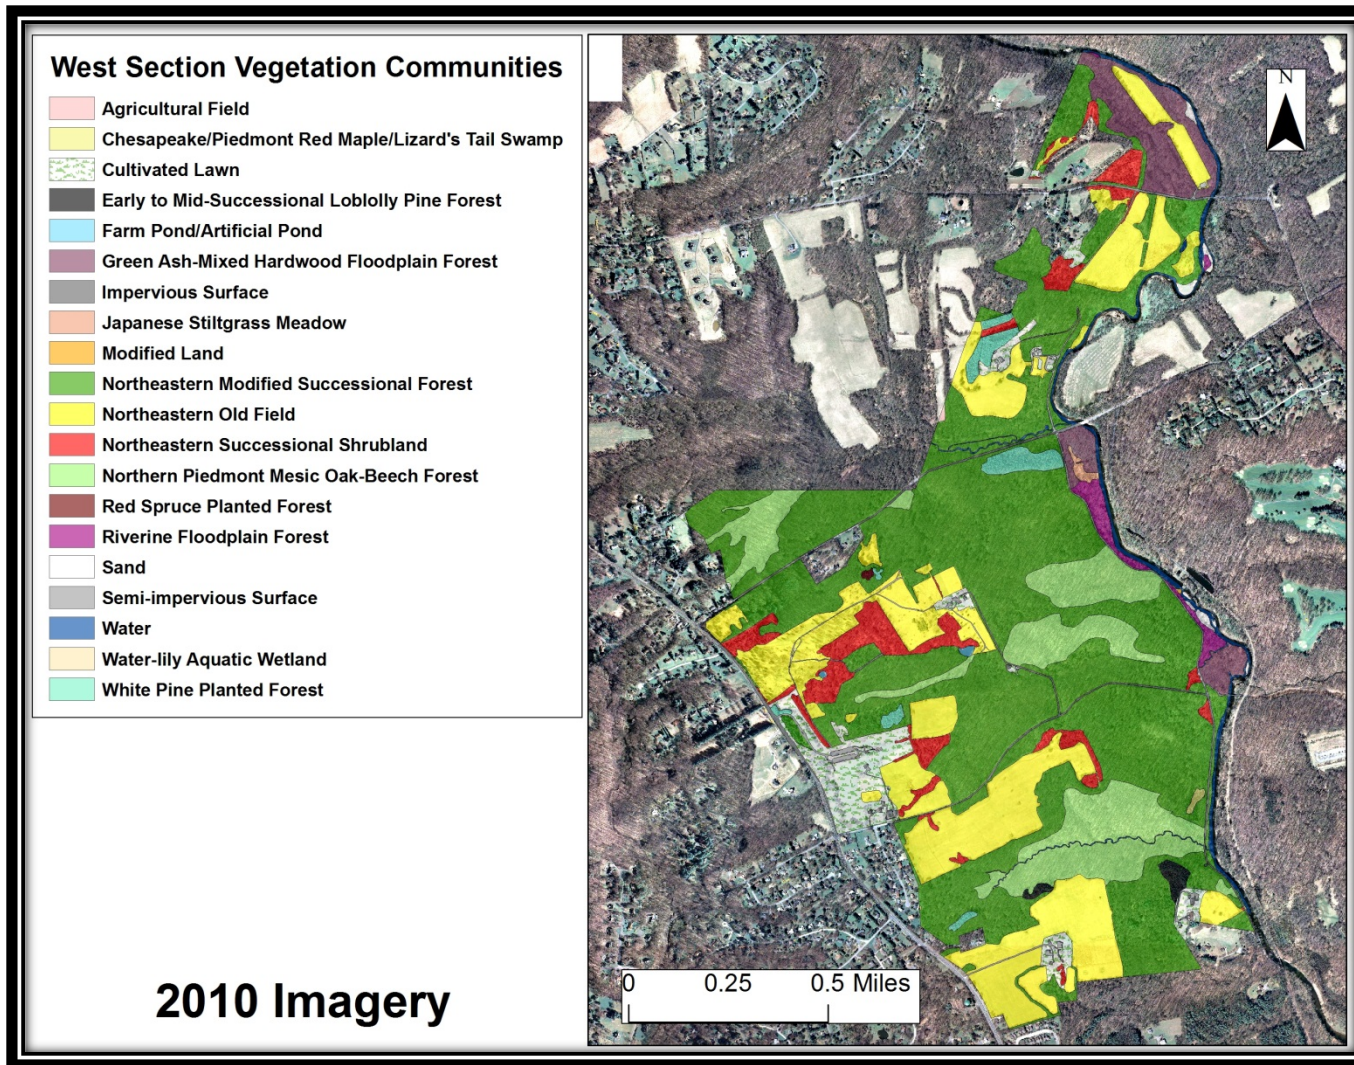 West Section Vegetation Communities
Agricultural Field
Chesapeake/Piedmont Red Maple/Lizard's Tail Swamp
Cultivated Lawn
Early to Mid-Successional Loblolly Pine Forest
Farm Pond/Artificial Pond
Green Ash-Mixed Hardwood Floodplain Forest
Impervious Surface
Japanese Stiltgrass Meadow
Modified Land
Northeastern Modified Successional Forest
Northeastern Old Field
Northeastern Successional Shrubland
Northern Piedmont Mesic Oak-Beech Forest
Red Spruce Planted Forest
Riverine Floodplain Forest
Sand
Semi-impervious Surface
Water
Water-lily Aquatic Wetland
White Pine Planted Forest
2010 Imagery
N
0 0.25 0.5 Miles